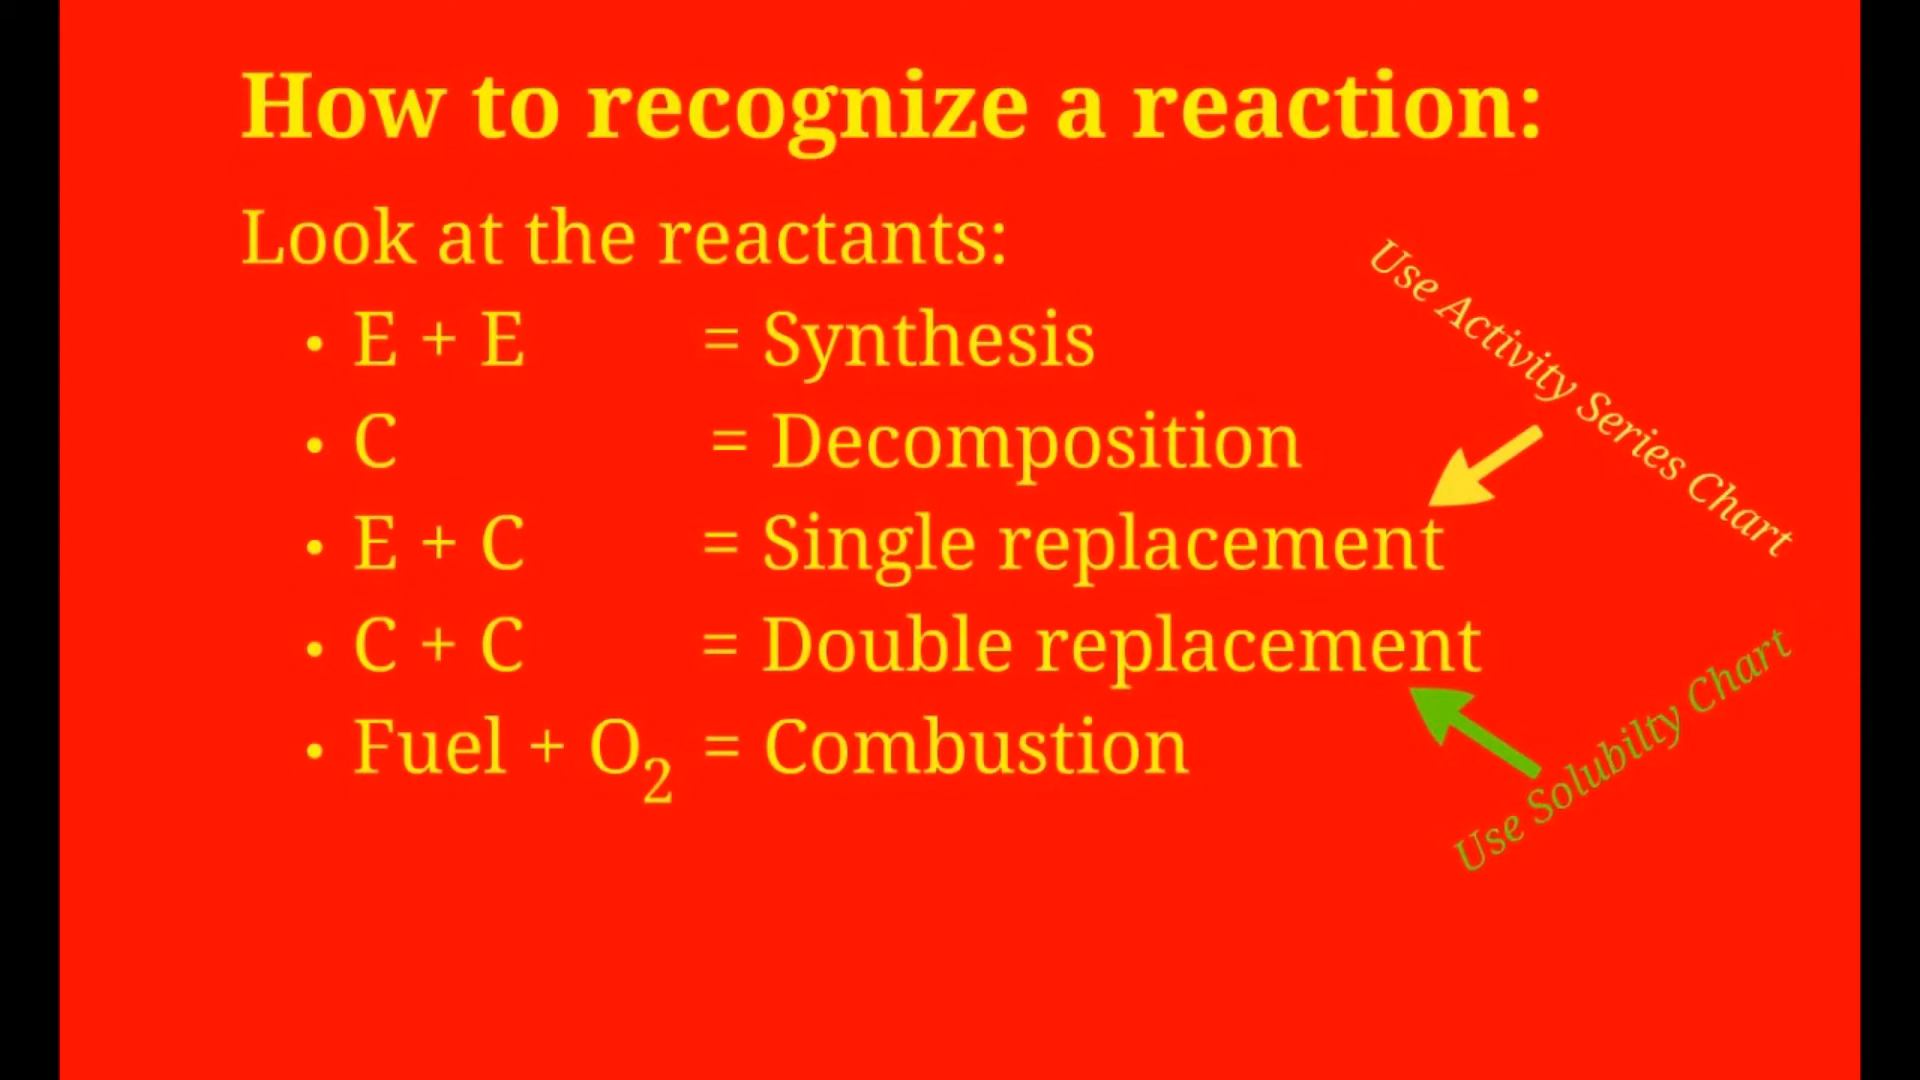 How to recognize a reaction:
Look at the reactants:
• E + E = Synthesis
• C = Decomposition
• E + C = Single replacement
• C + C = Double replacement
• Fuel + O₂ = Combustion
Use Activity Series Chart
Use Solubilty Chart